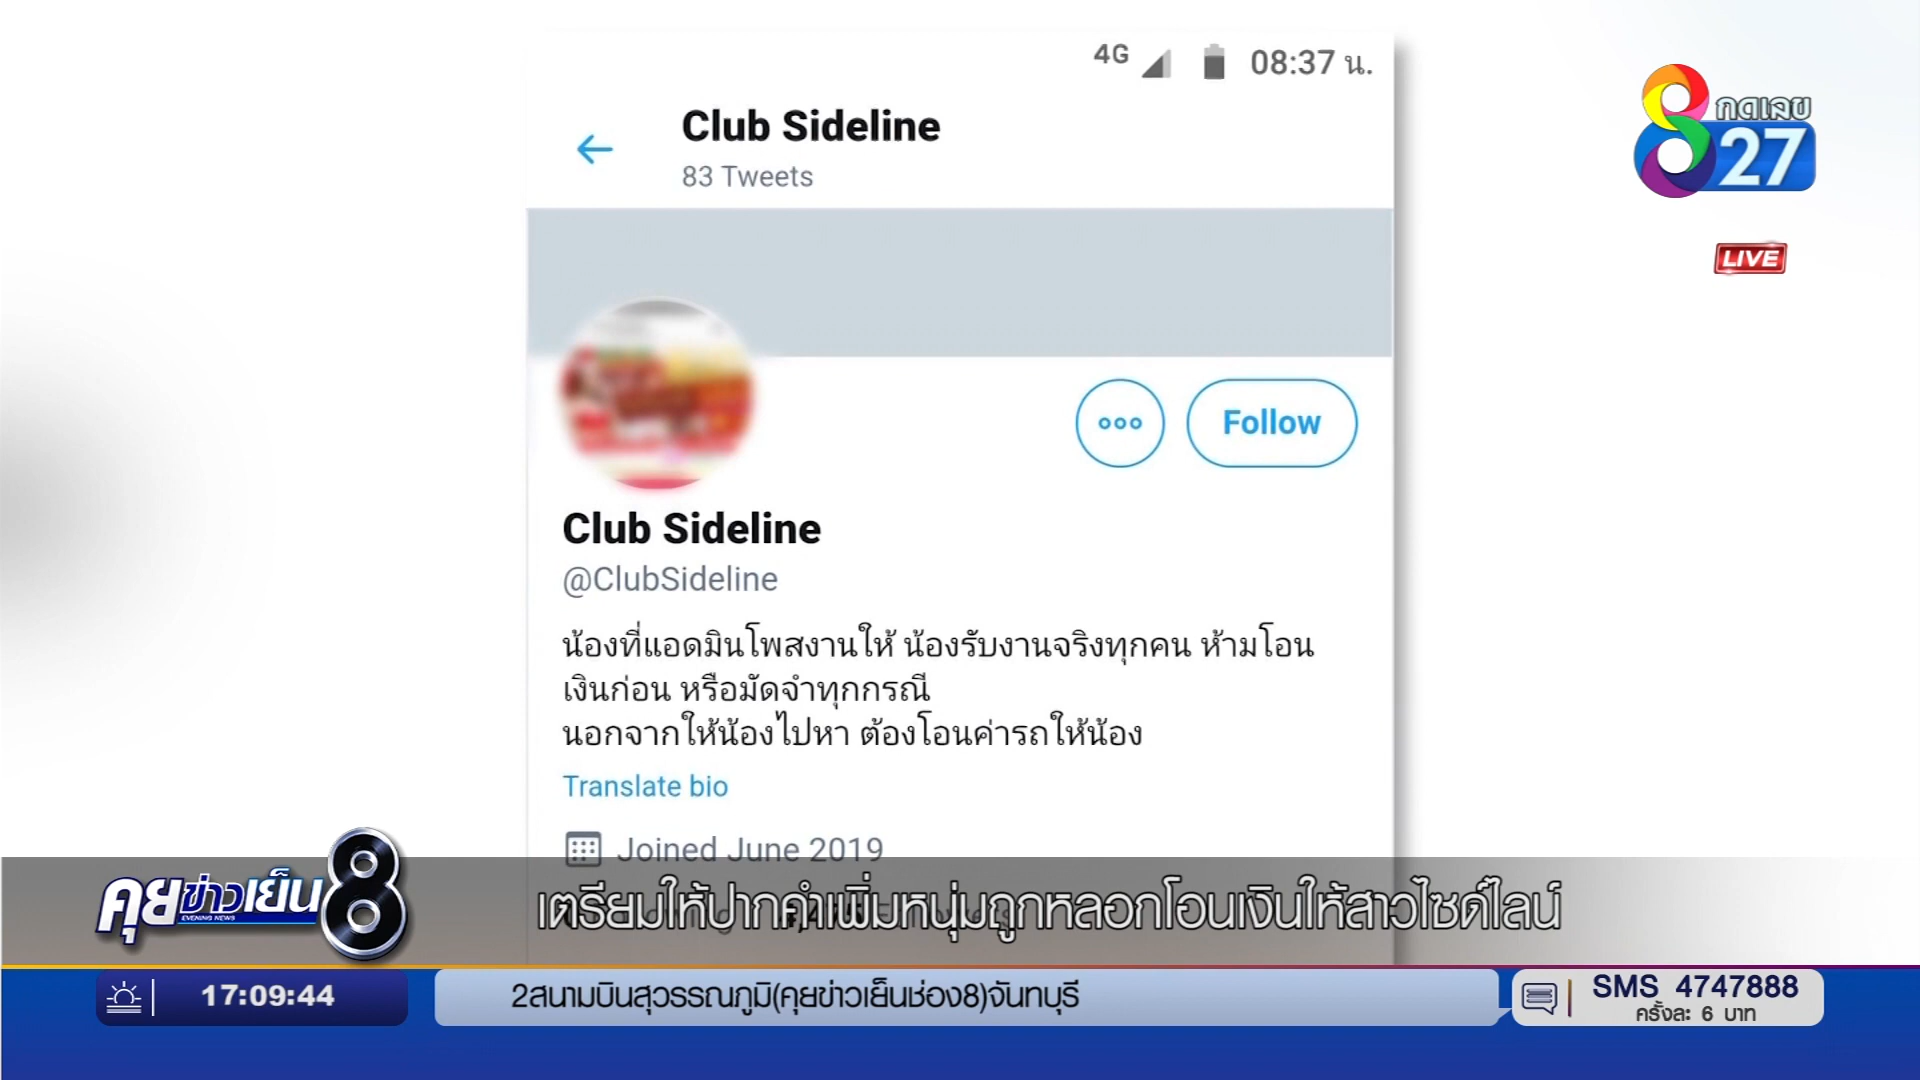 4G 08:37 น.
Club Sideline
83 Tweets
กดเลข
27
LIVE
Follow
Club Sideline
@ClubSideline
น้องที่แอดมินโพสงานให้ น้องรับงานจริงทุกคน ห้ามโอน
เงินก่อน หรือมัดจำทุกกรณี
นอกจากให้น้องไปหา ต้องโอนค่ารถให้น้อง
Translate bio
Joined June 2019
คุยข่าวเย็น8
EVENING NEWS
เตรียมให้ปากคำเพิ่มหนุ่มถูกหลอกโอนเงินให้สาวไซด์ไลน์
17:09:44
2สนามบินสุวรรณภูมิ(คุยข่าวเย็นช่อง8)จันทบุรี
SMS 4747888
ครั้งละ 6 บาท